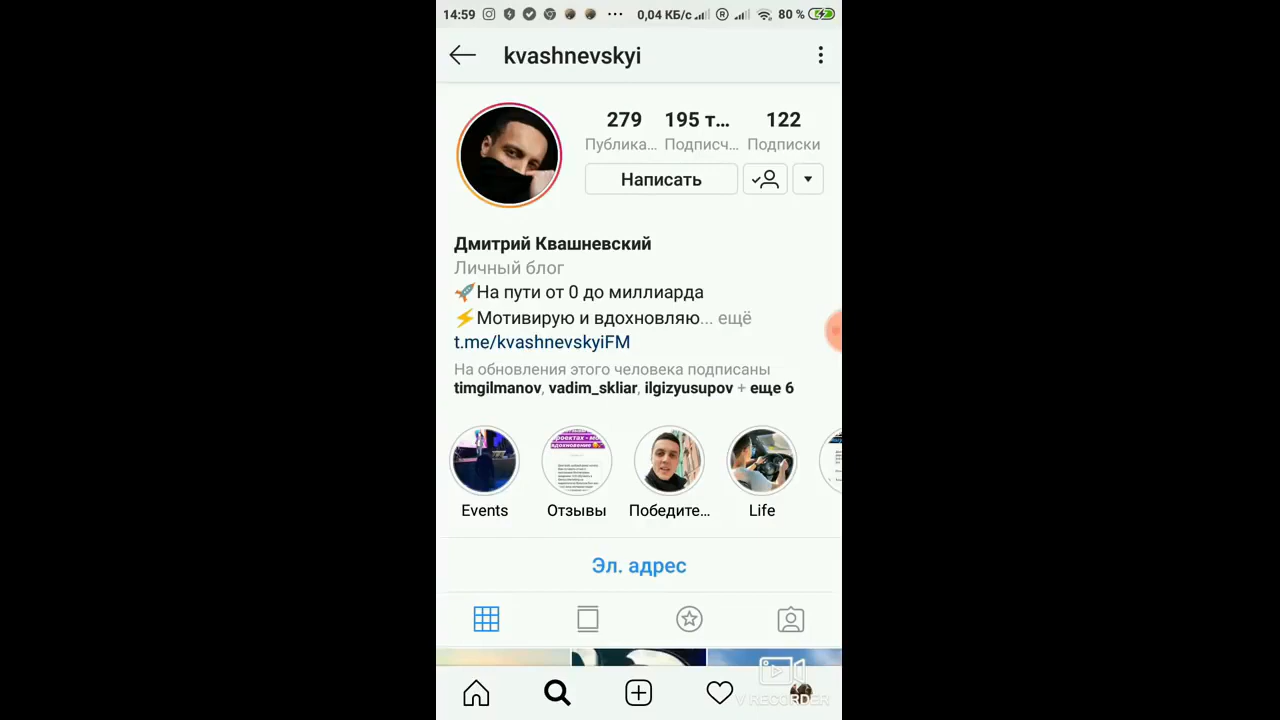 14:59 ... 0,04 КБ/с 80 %
kvashnevskyi
279 195 т... 122
Публика... Подписч... Подписки
Написать
Дмитрий Квашневский
Личный блог
🚀На пути от 0 до миллиарда
⚡Мотивирую и вдохновляю... ещё
t.me/kvashnevskyiFM
На обновления этого человека подписаны
timgilmanov, vadim_skliar, ilgizyusupov + еще 6
Events Отзывы Победите... Life
Эл. адрес
V RECORDER